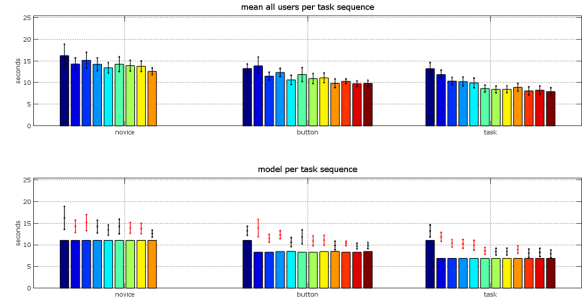 mean all users per task sequence
25
20
15
10
5
0
seconds
novice
button
task
model per task sequence
25
20
15
10
5
0
seconds
novice
button
task